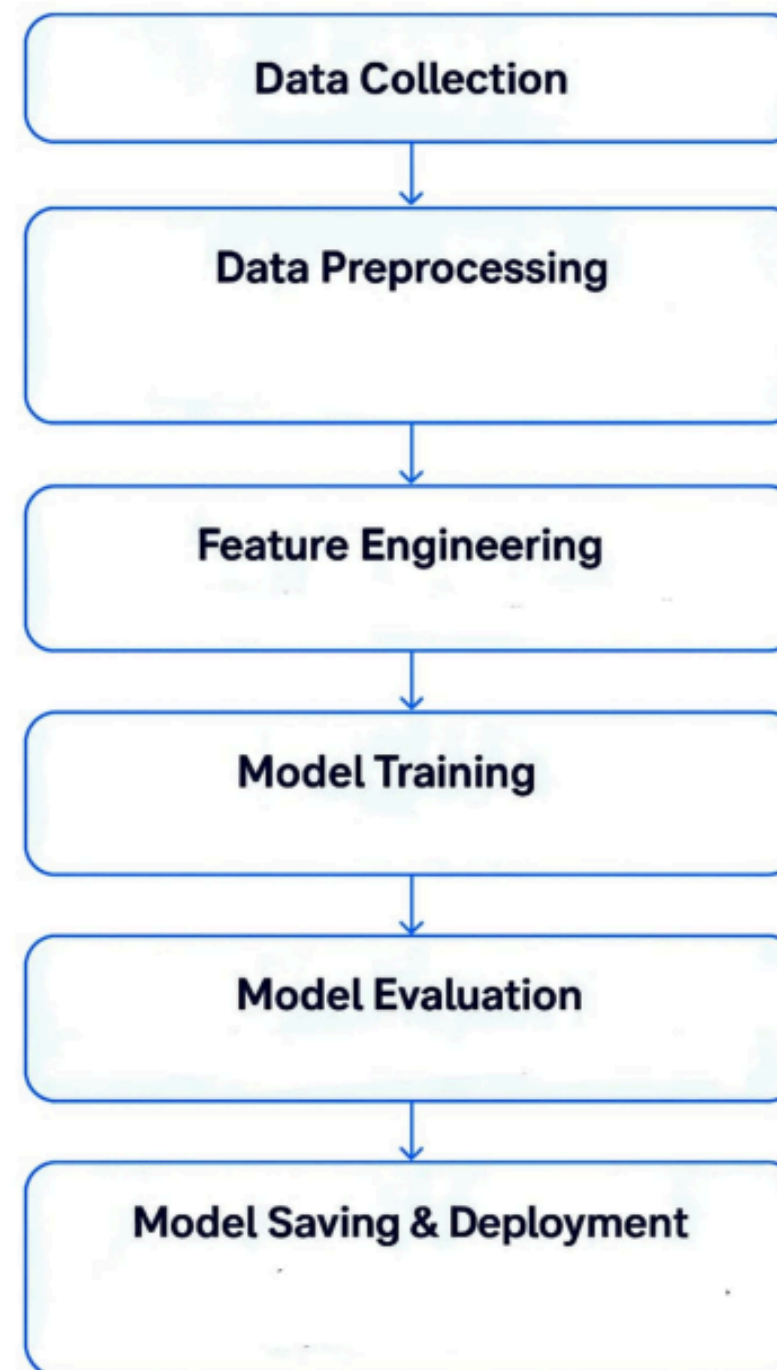 Data Collection
Data Preprocessing
Feature Engineering
Model Training
Model Evaluation
Model Saving & Deployment